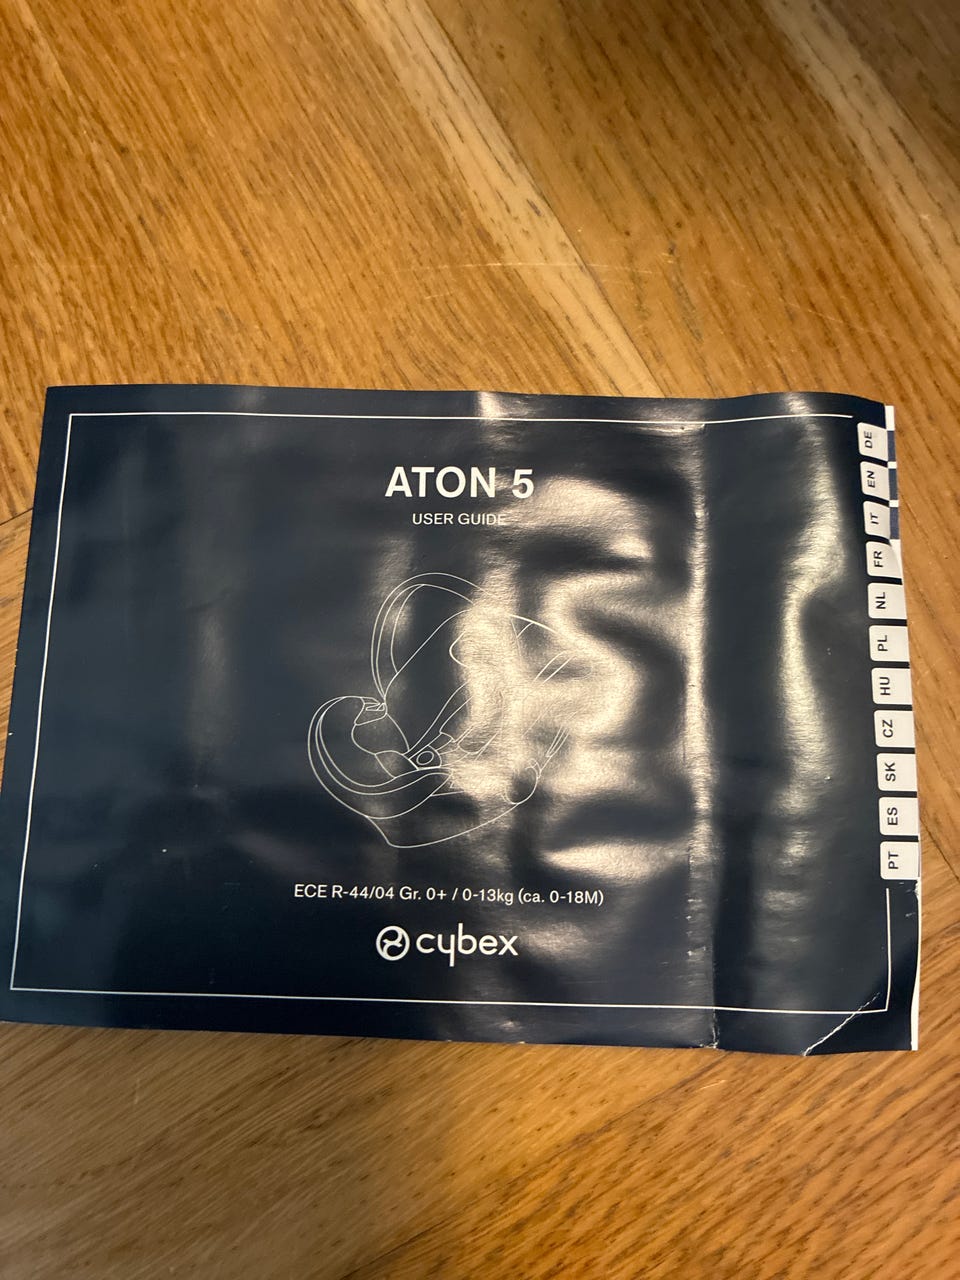 ATON 5
USER GUIDE
ECE R-44/04 Gr. 0+ / 0-13kg (ca. 0-18M)
cybex
DE
EN
IT
FR
NL
PL
HU
CZ
SK
ES
PT